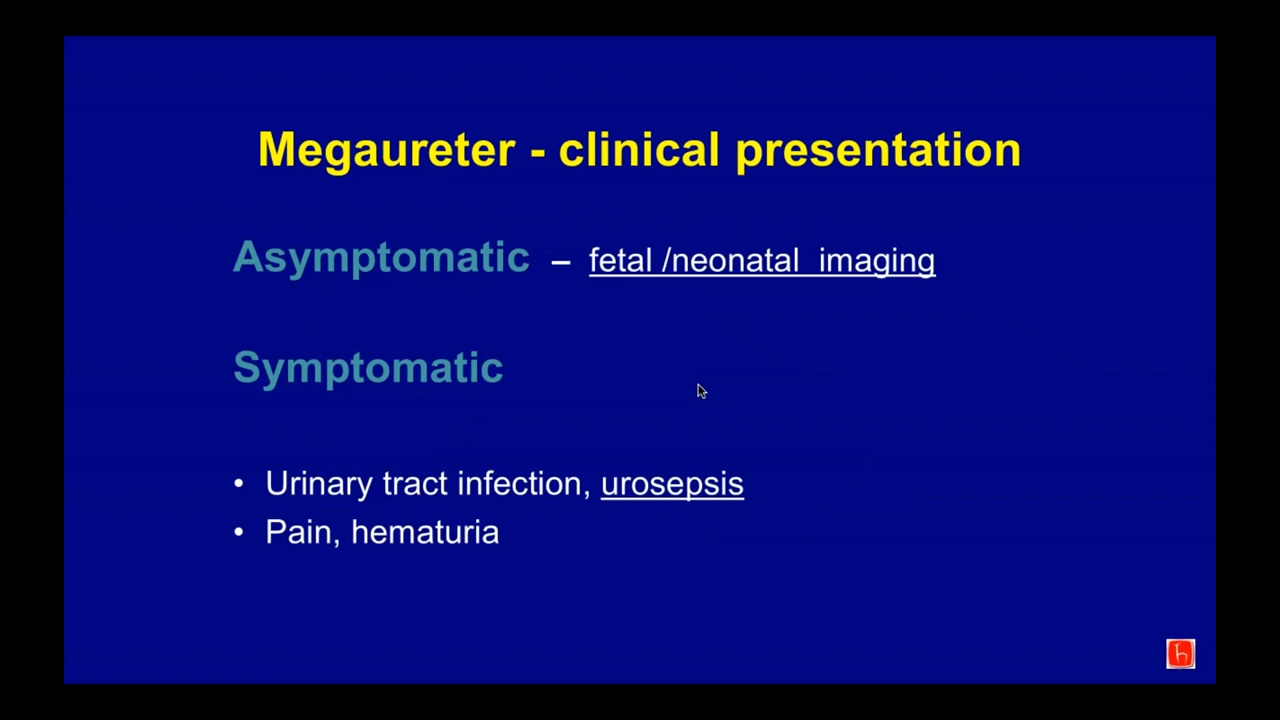 Megaureter - clinical presentation
Asymptomatic – fetal /neonatal imaging
Symptomatic
• Urinary tract infection, urosepsis
• Pain, hematuria